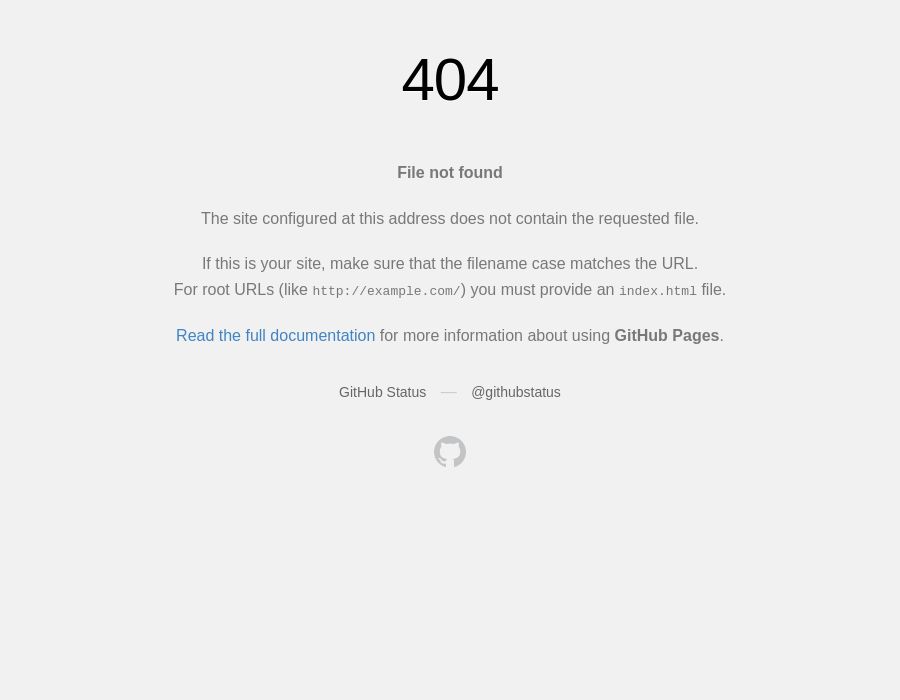 404
File not found
The site configured at this address does not contain the requested file.
If this is your site, make sure that the filename case matches the URL.
For root URLs (like http://example.com/) you must provide an index.html file.
Read the full documentation for more information about using GitHub Pages.
GitHub Status — @githubstatus